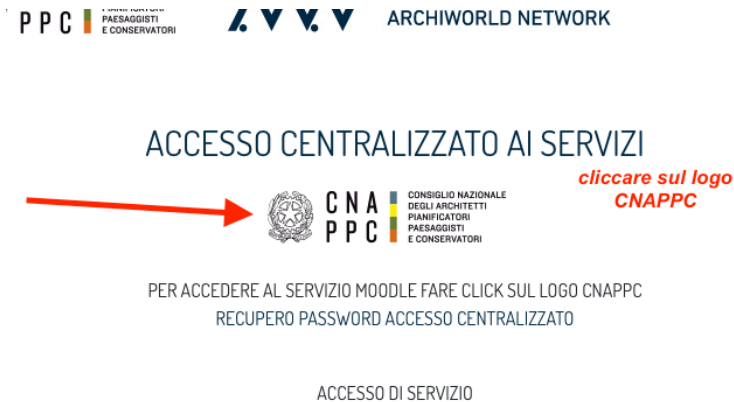 PPC
PAESAGGISTI
E CONSERVATORI
ARCHIWORLD NETWORK
ACCESSO CENTRALIZZATO AI SERVIZI
cliccare sul logo
CNAPPC
CNA
PPC
CONSIGLIO NAZIONALE
DEGLI ARCHITETTI
PIANIFICATORI
PAESAGGISTI
E CONSERVATORI
PER ACCEDERE AL SERVIZIO MOODLE FARE CLICK SUL LOGO CNAPPC
RECUPERO PASSWORD ACCESSO CENTRALIZZATO
ACCESSO DI SERVIZIO